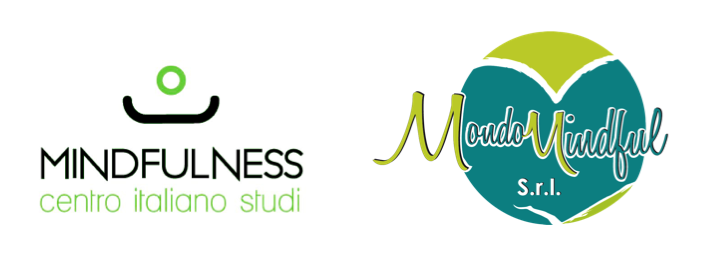 MINDFULNESS
centro italiano studi
MondoMindful
S.r.l.